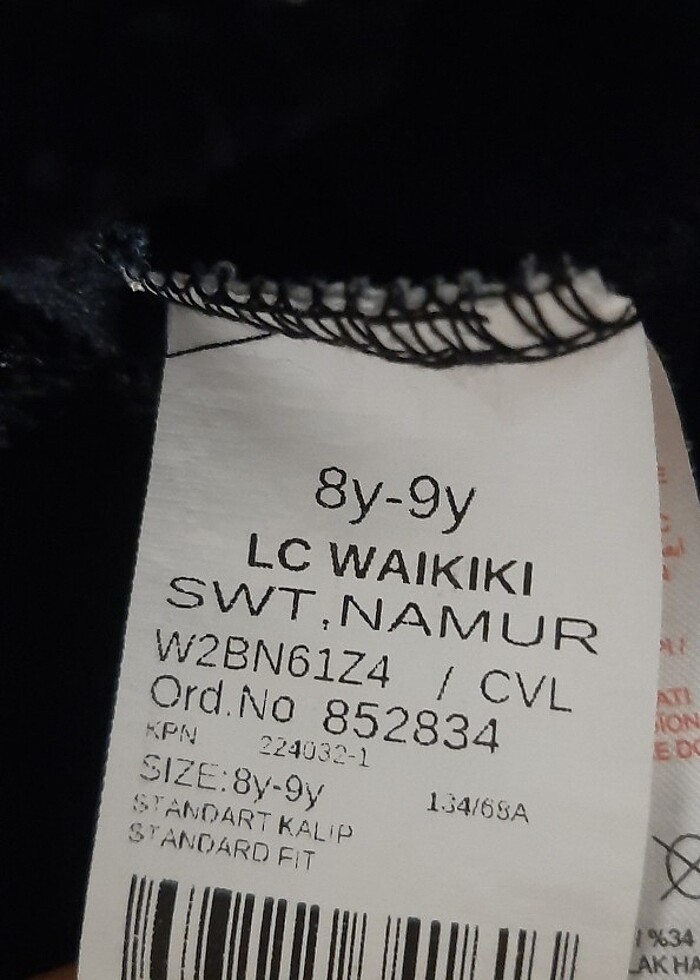 8y-9y
LC WAIKIKI
SWT,NAMUR
W2BN61Z4 / CVL
Ord.No 852834
KPN 224032-1
SIZE:8y-9y 134/68A
STANDART KALIP
STANDARD FIT
%34